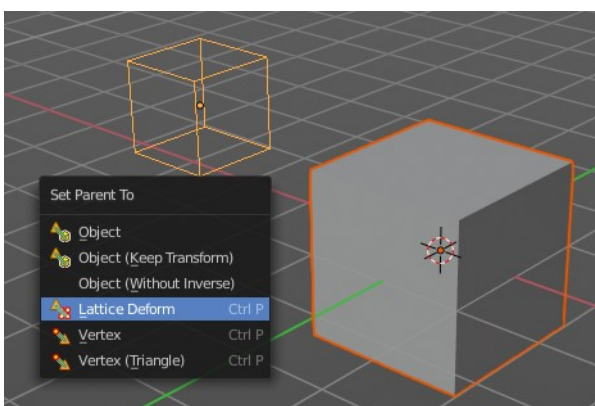 Set Parent To
Object
Object (Keep Transform)
Object (Without Inverse)
Lattice Deform Ctrl P
Vertex Ctrl P
Vertex (Triangle) Ctrl P